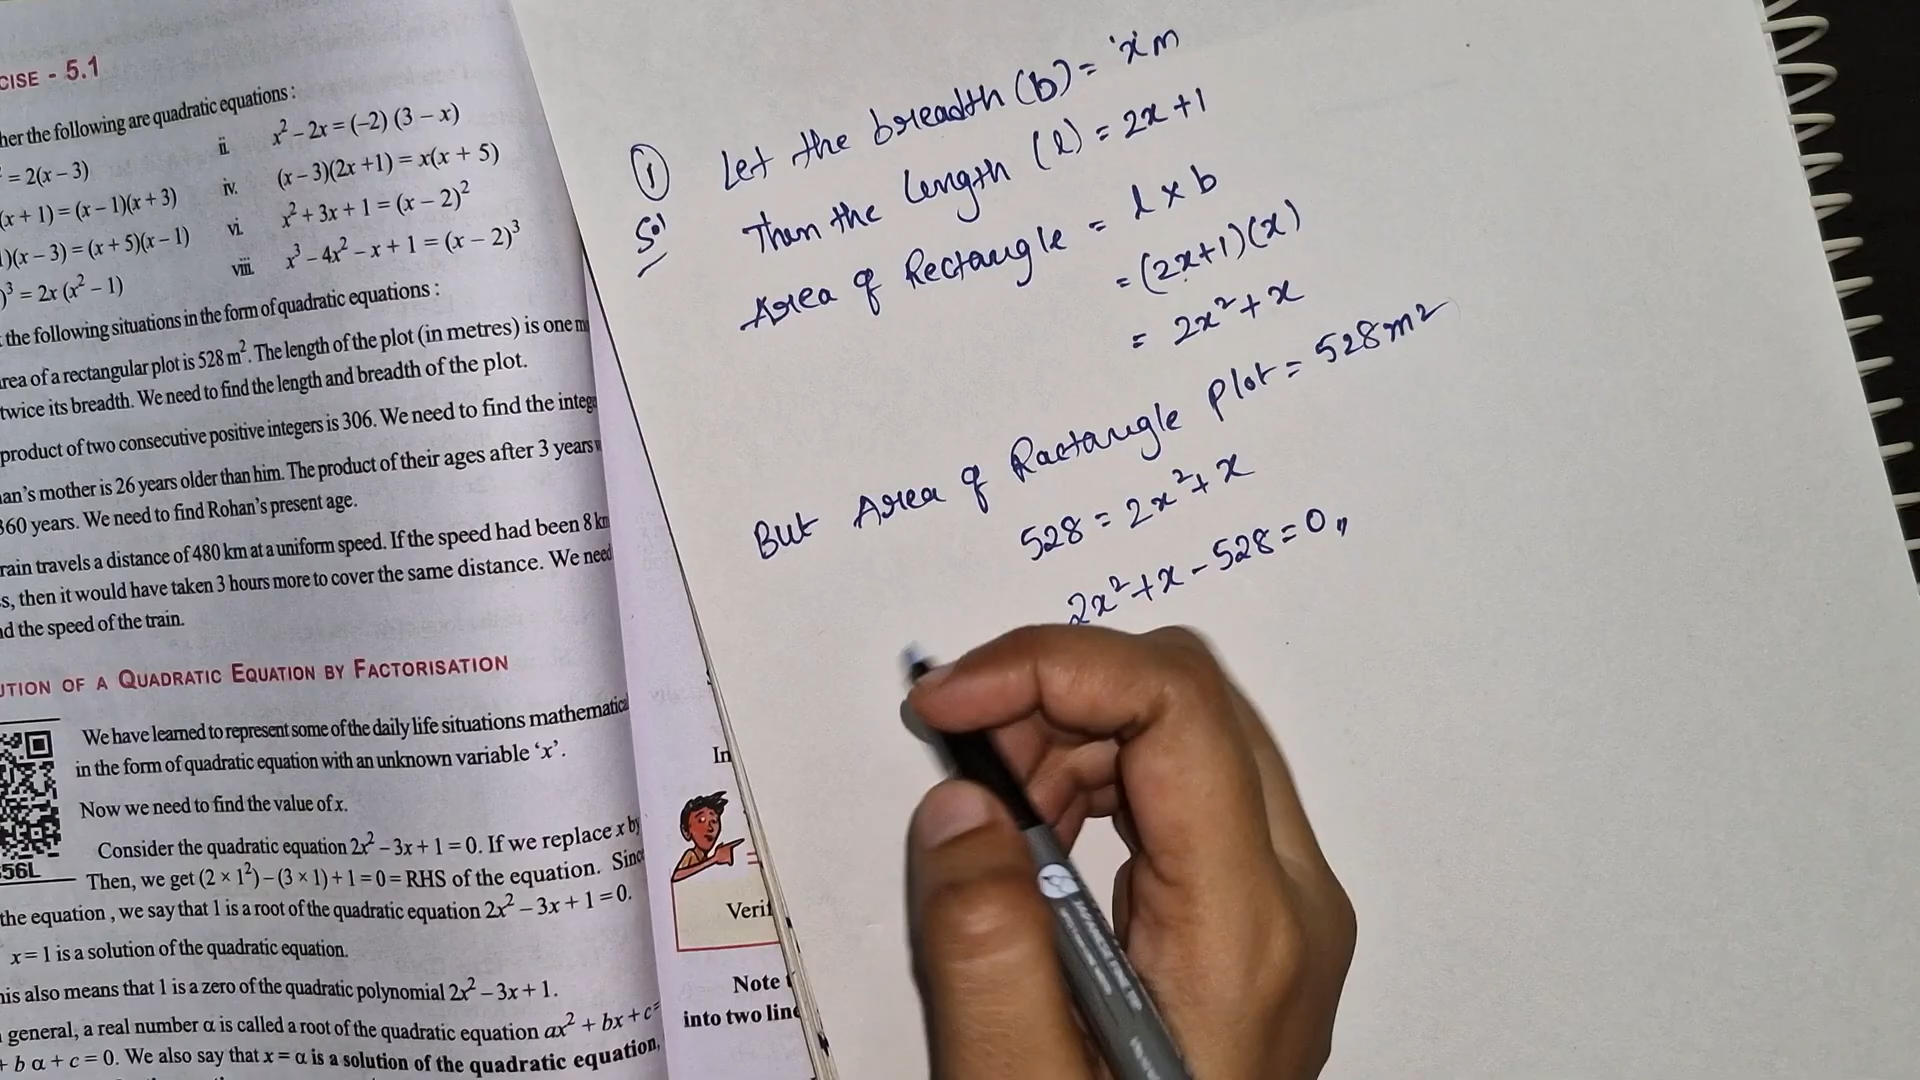 CISE - 5.1
her the following are quadratic equations :
= 2(x – 3)
ii. x² – 2x = (–2) (3 – x)
(x + 1) = (x – 1)(x + 3)
iv. (x – 3)(2x +1) = x(x + 5)
)(x – 3) = (x + 5)(x – 1)
vi. x² + 3x + 1 = (x – 2)²
)³ = 2x (x² – 1)
viii. x³ – 4x² – x + 1 = (x – 2)³
the following situations in the form of quadratic equations :
rea of a rectangular plot is 528 m². The length of the plot (in metres) is one m
twice its breadth. We need to find the length and breadth of the plot.
product of two consecutive positive integers is 306. We need to find the integ
an's mother is 26 years older than him. The product of their ages after 3 years
360 years. We need to find Rohan's present age.
rain travels a distance of 480 km at a uniform speed. If the speed had been 8 km
s, then it would have taken 3 hours more to cover the same distance. We need
nd the speed of the train.
UTION OF A QUADRATIC EQUATION BY FACTORISATION
We have learned to represent some of the daily life situations mathematica
in the form of quadratic equation with an unknown variable 'x'.
Now we need to find the value of x.
Consider the quadratic equation 2x² – 3x + 1 = 0. If we replace x by
56L
Then, we get (2 × 1²) – (3 × 1) + 1 = 0 = RHS of the equation. Sinc
the equation , we say that 1 is a root of the quadratic equation 2x² – 3x + 1 = 0.
x = 1 is a solution of the quadratic equation.
his also means that 1 is a zero of the quadratic polynomial 2x² – 3x + 1.
general, a real number α is called a root of the quadratic equation ax² + bx + c =
+ b α + c = 0. We also say that x = α is a solution of the quadratic equation,
In
Verif
Note
into two line
① Let the breadth (b) = 'x' m
Sol Then the length (l) = 2x + 1
Area of Rectangle = l × b
= (2x+1)(x)
= 2x² + x
But Area of Ractangle Plot = 528 m²
528 = 2x² + x
2x² + x - 528 = 0,,